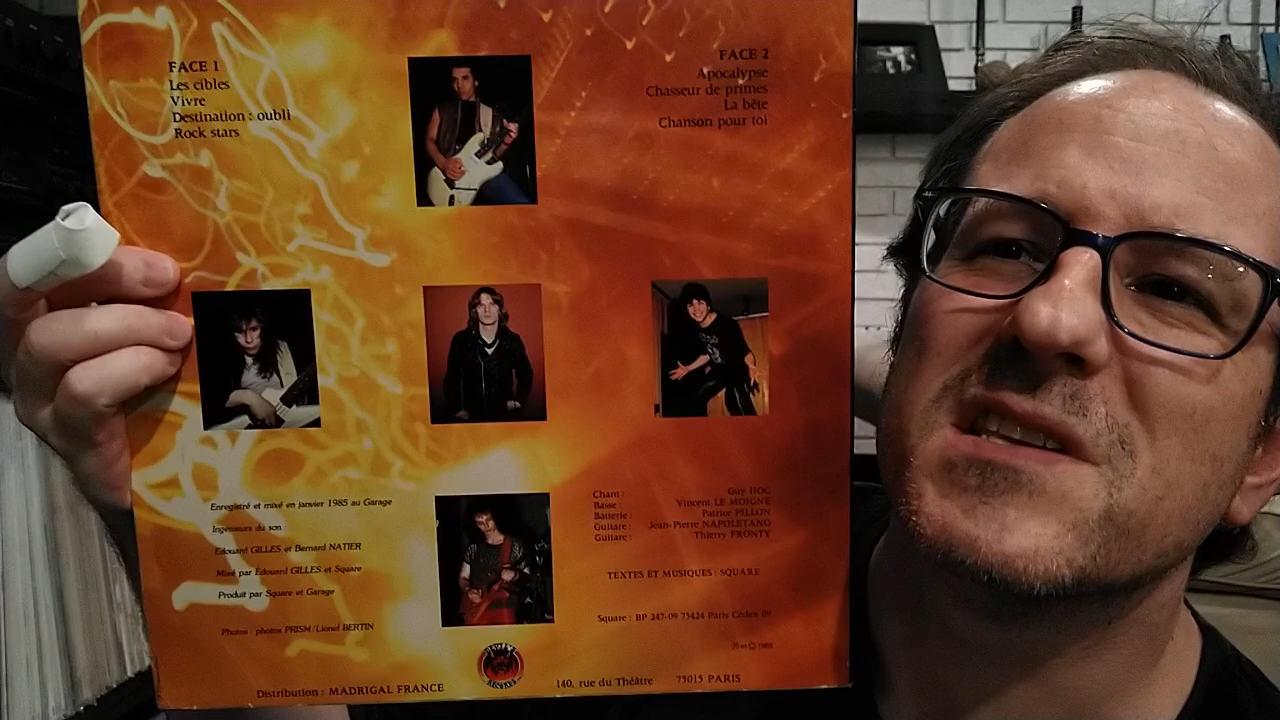 FACE 1
Les cibles
Vivre
Destination : oubli
Rock stars
FACE 2
Apocalypse
Chasseur de primes
La bête
Chanson pour toi
Enregistré et mixé en janvier 1985 au Garage
Ingénieurs du son :
Edouard GILLES et Bernard NATIER
Mixé par Edouard GILLES et Square
Produit par Square et Garage
Photos : photos PRISM/Lionel BERTIN
Chant : Guy HOC
Basse : Vincent LE MOIGNE
Batterie : Patrice PILLON
Guitare : Jean-Pierre NAPOLETANO
Guitare : Thierry FRONTY
TEXTES ET MUSIQUES : SQUARE
Square : BP 247-09 75424 Paris Cédex 09
℗ et © 1985
Distribution : MADRIGAL FRANCE
140, rue du Théâtre 75015 PARIS